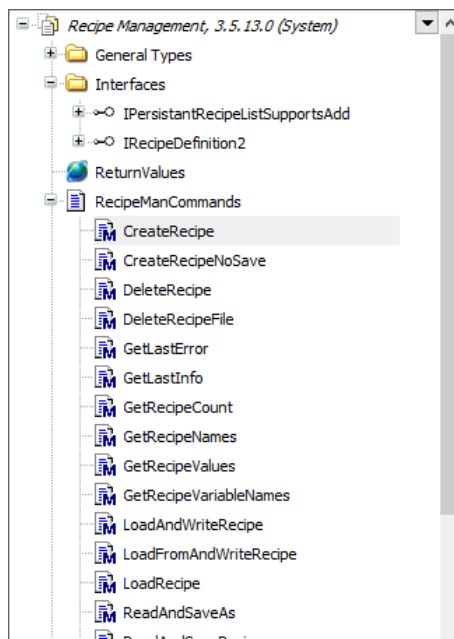 Recipe Management, 3.5.13.0 (System)
General Types
Interfaces
IPersistantRecipeListSupportsAdd
IRecipeDefinition2
ReturnValues
RecipeManCommands
CreateRecipe
CreateRecipeNoSave
DeleteRecipe
DeleteRecipeFile
GetLastError
GetLastInfo
GetRecipeCount
GetRecipeNames
GetRecipeValues
GetRecipeVariableNames
LoadAndWriteRecipe
LoadFromAndWriteRecipe
LoadRecipe
ReadAndSaveAs